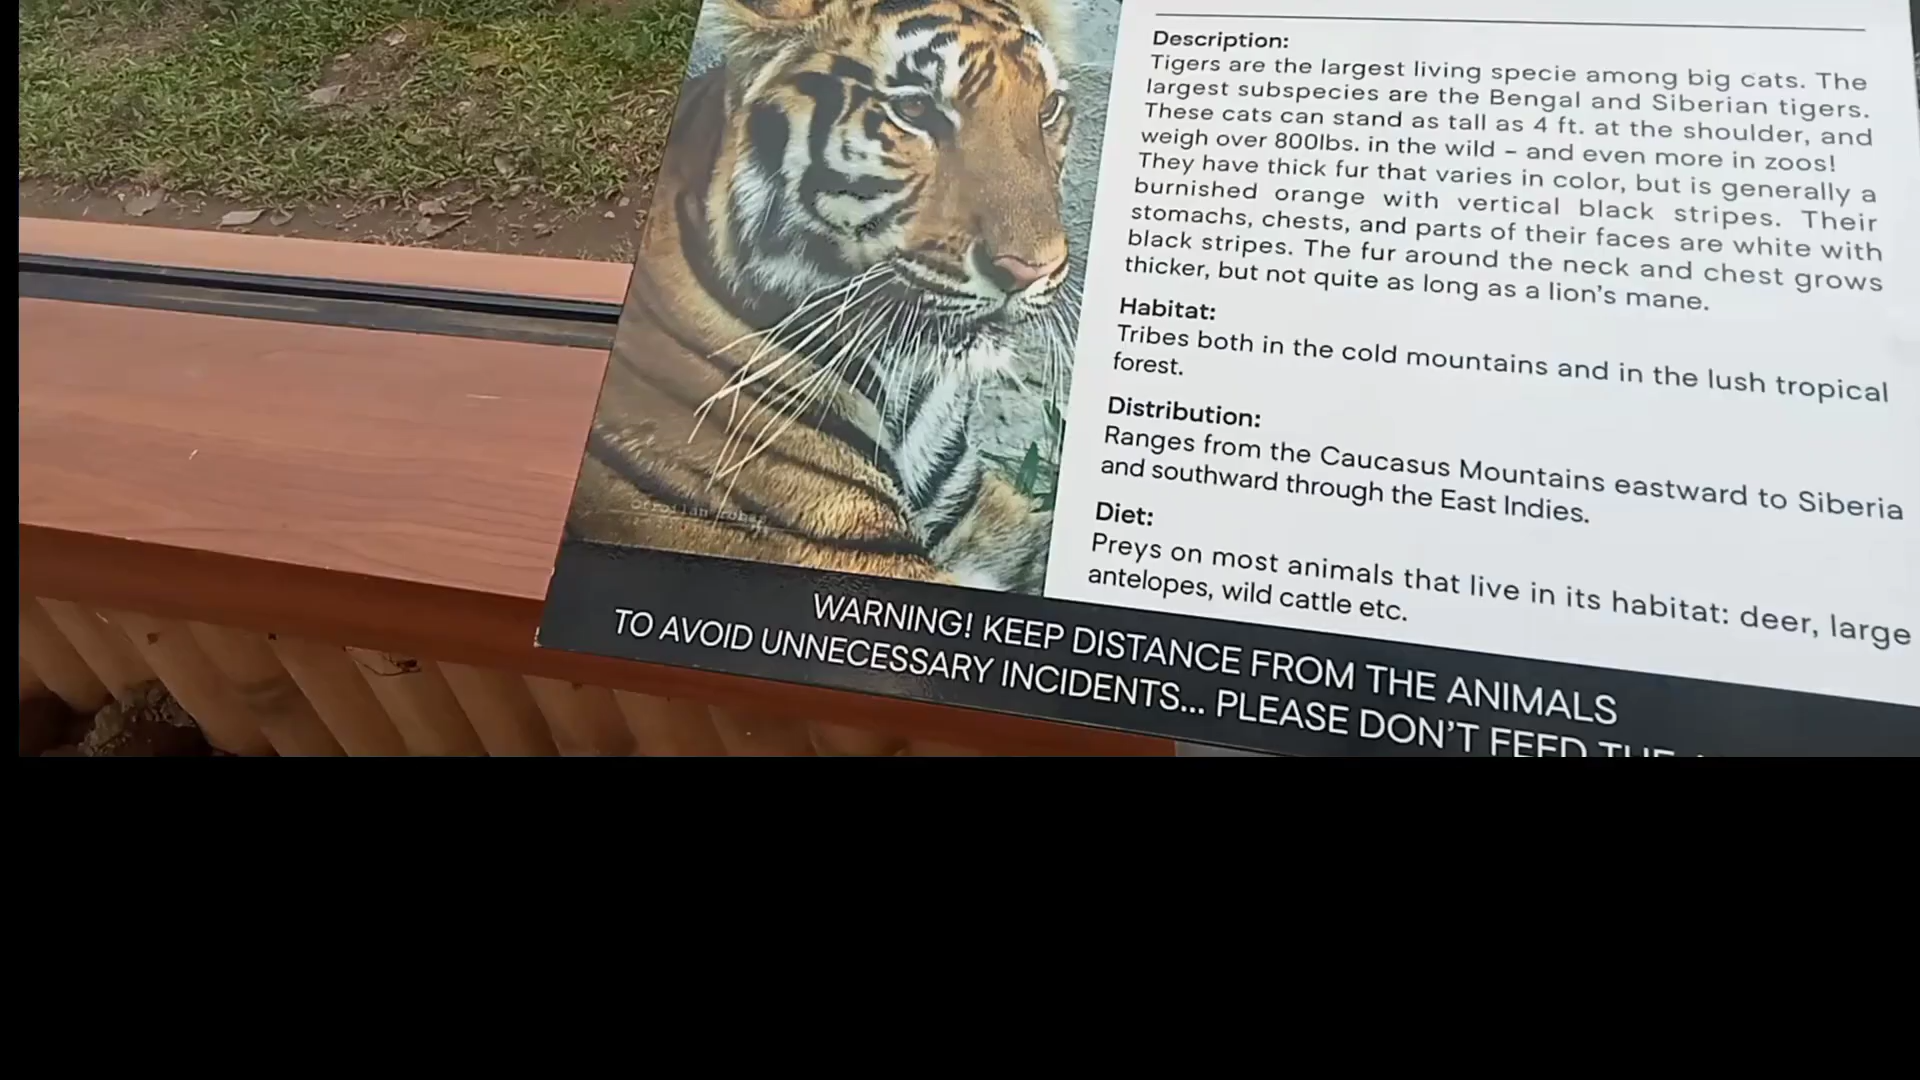 Description:
Tigers are the largest living specie among big cats. The
largest subspecies are the Bengal and Siberian tigers.
These cats can stand as tall as 4 ft. at the shoulder, and
weigh over 800lbs. in the wild – and even more in zoos!
They have thick fur that varies in color, but is generally a
burnished orange with vertical black stripes. Their
stomachs, chests, and parts of their faces are white with
black stripes. The fur around the neck and chest grows
thicker, but not quite as long as a lion's mane.
Habitat:
Tribes both in the cold mountains and in the lush tropical
forest.
Distribution:
Ranges from the Caucasus Mountains eastward to Siberia
and southward through the East Indies.
Diet:
Preys on most animals that live in its habitat: deer, large
antelopes, wild cattle etc.
WARNING! KEEP DISTANCE FROM THE ANIMALS
TO AVOID UNNECESSARY INCIDENTS... PLEASE DON'T FEED THE